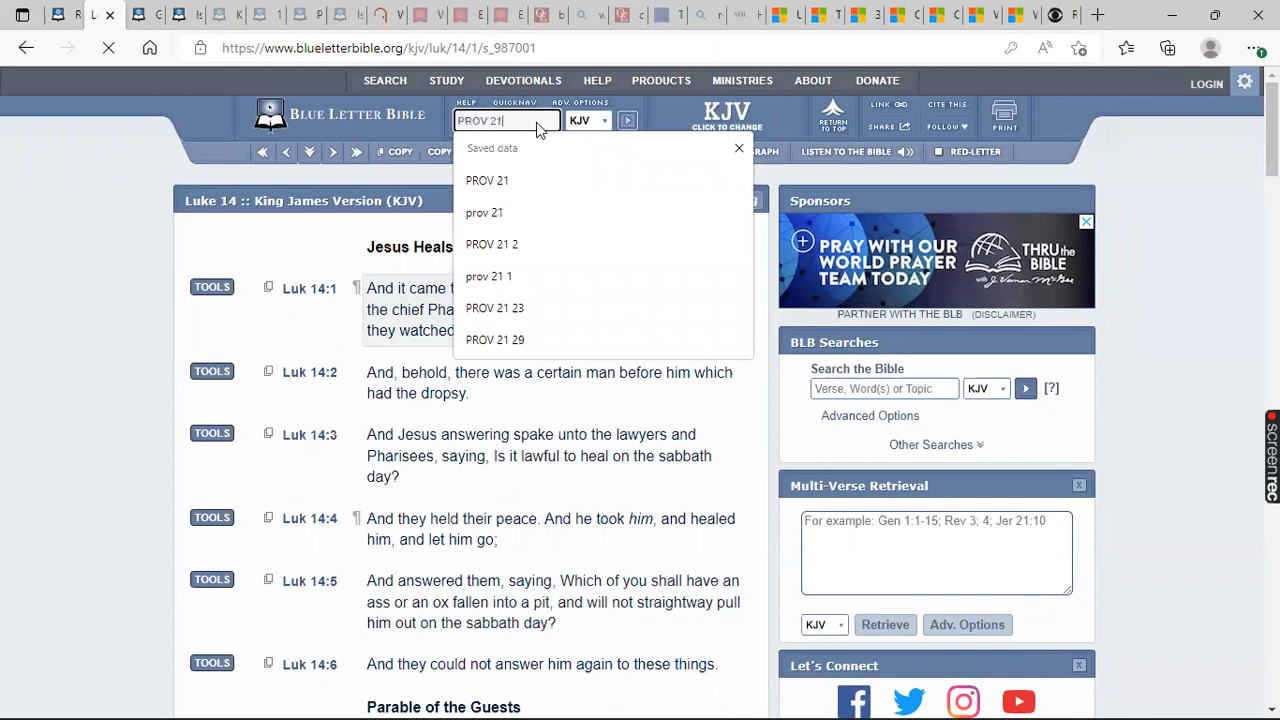 https://www.blueletterbible.org/kjv/luk/14/1/s_987001
SEARCH STUDY DEVOTIONALS HELP PRODUCTS MINISTRIES ABOUT DONATE
LOGIN
BLUE LETTER BIBLE
HELP QUICKNAV ADV. OPTIONS
PROV 21 KJV
KJV
CLICK TO CHANGE
RETURN
TO TOP
LINK CITE THIS
SHARE FOLLOW
PRINT
COPY COPY
LISTEN TO THE BIBLE RED-LETTER
Saved data
PROV 21
prov 21
PROV 21 2
prov 21 1
PROV 21 23
PROV 21 29
Luke 14 :: King James Version (KJV)
Jesus Heals
TOOLS Luk 14:1 ¶ And it came t
the chief Pha
they watched
TOOLS Luk 14:2 And, behold, there was a certain man before him which
had the dropsy.
TOOLS Luk 14:3 And Jesus answering spake unto the lawyers and
Pharisees, saying, Is it lawful to heal on the sabbath
day?
TOOLS Luk 14:4 ¶ And they held their peace. And he took him, and healed
him, and let him go;
TOOLS Luk 14:5 And answered them, saying, Which of you shall have an
ass or an ox fallen into a pit, and will not straightway pull
him out on the sabbath day?
TOOLS Luk 14:6 And they could not answer him again to these things.
Parable of the Guests
Sponsors
PRAY WITH OUR
WORLD PRAYER
TEAM TODAY
THRU the
BIBLE
with J. Vernon McGee
PARTNER WITH THE BLB (DISCLAIMER)
BLB Searches
Search the Bible
Verse, Word(s) or Topic KJV [?]
Advanced Options
Other Searches
Multi-Verse Retrieval x
For example: Gen 1:1-15; Rev 3; 4; Jer 21:10
KJV Retrieve Adv. Options
Let's Connect x
screenrec